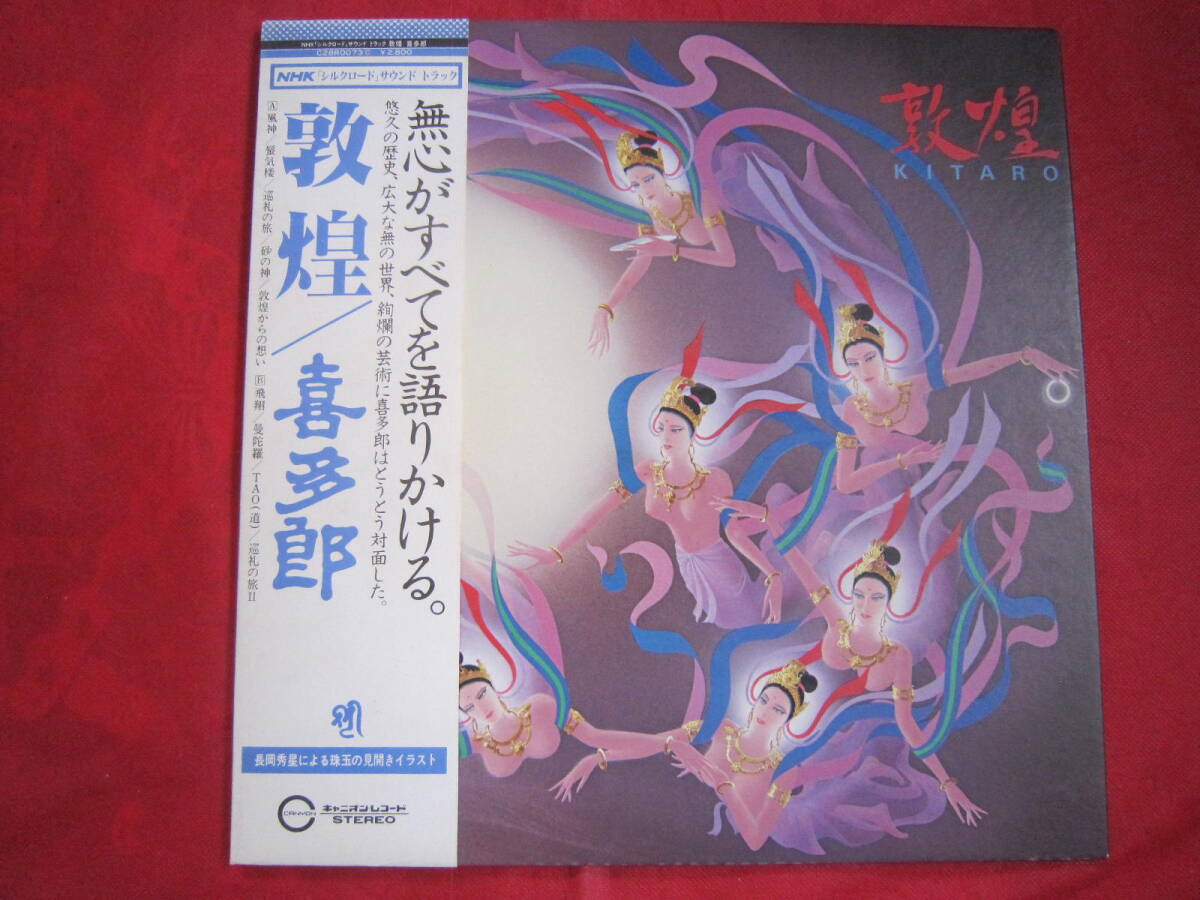 NHK「シルクロード」サウンド トラック 敦煌 喜多郎
C28R0073 ¥2,800
NHK「シルクロード」サウンド トラック
無心がすべてを語りかける。
悠久の歴史、広大な無の世界、絢爛の芸術に喜多郎はとうとう対面した。
敦煌/喜多郎
A風神/蜃気楼/巡礼の旅/砂の神/敦煌からの想い B飛翔/曼陀羅/TAO(道)/巡礼の旅II
長岡秀星による珠玉の見開きイラスト
CANYON
キャニオンレコード
STEREO
敦煌
KITARO